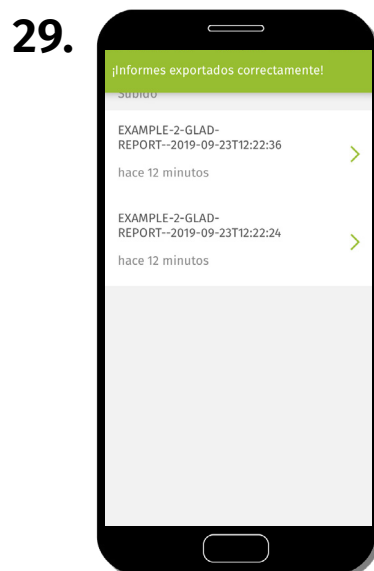 29.
¡Informes exportados correctamente!
Subido
EXAMPLE-2-GLAD-
REPORT--2019-09-23T12:22:36
hace 12 minutos
EXAMPLE-2-GLAD-
REPORT--2019-09-23T12:22:24
hace 12 minutos